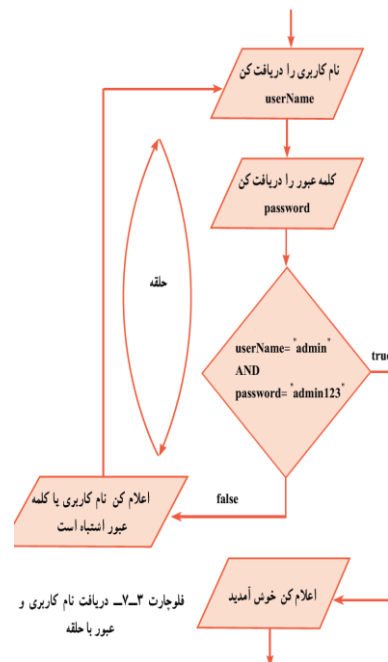 نام کاربری را دریافت کن
userName
کلمه عبور را دریافت کن
password
حلقه
userName= "admin"
AND
password= "admin123"
true
false
اعلام کن نام کاربری یا کلمه
عبور اشتباه است
اعلام کن خوش آمدید
فلوچارت ۳ــ۷ــ دریافت نام کاربری و
عبور با حلقه